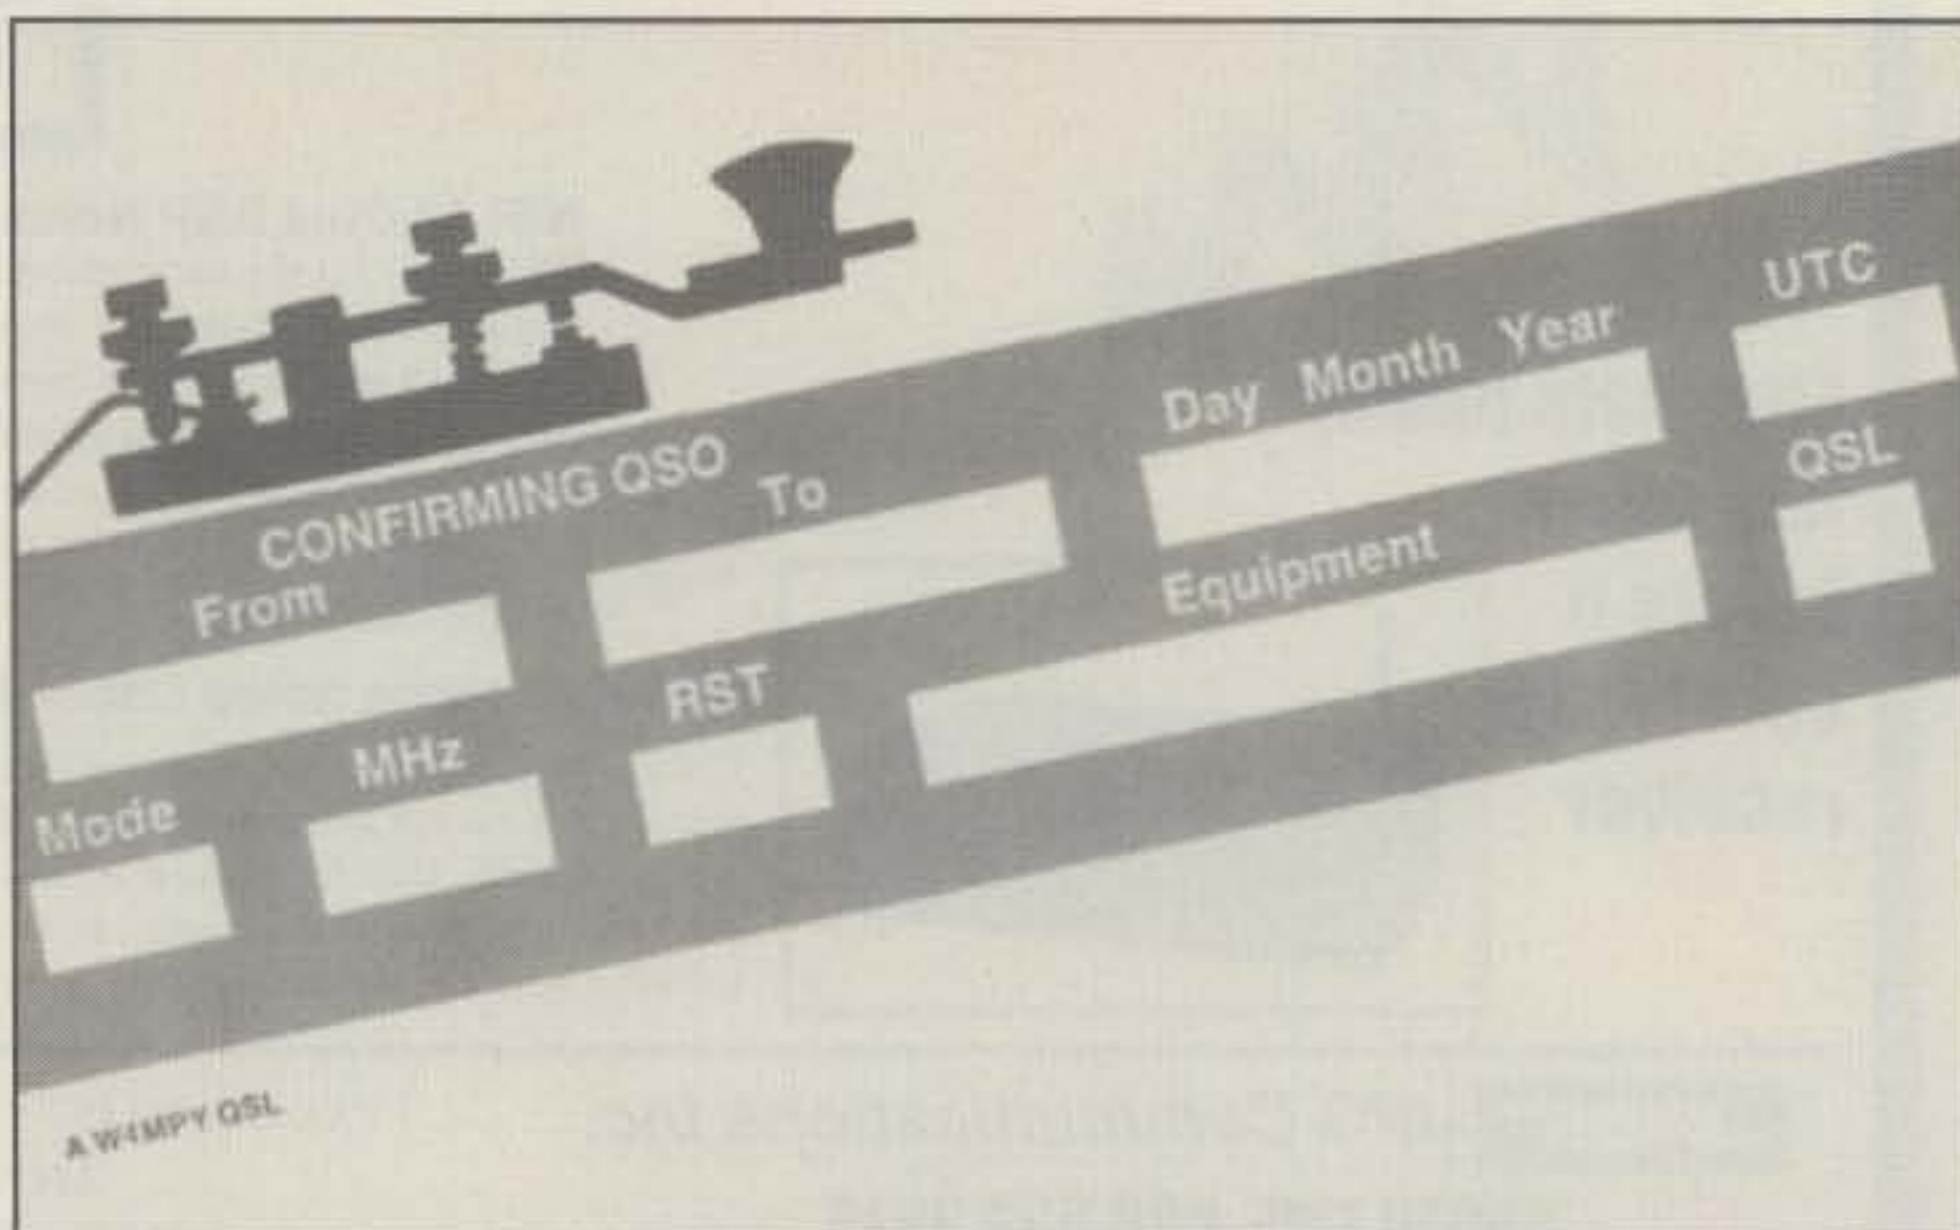 CONFIRMING QSO
From
To
Day Month Year
UTC
Mode
MHz
RST
Equipment
QSL
A W4MPY QSL